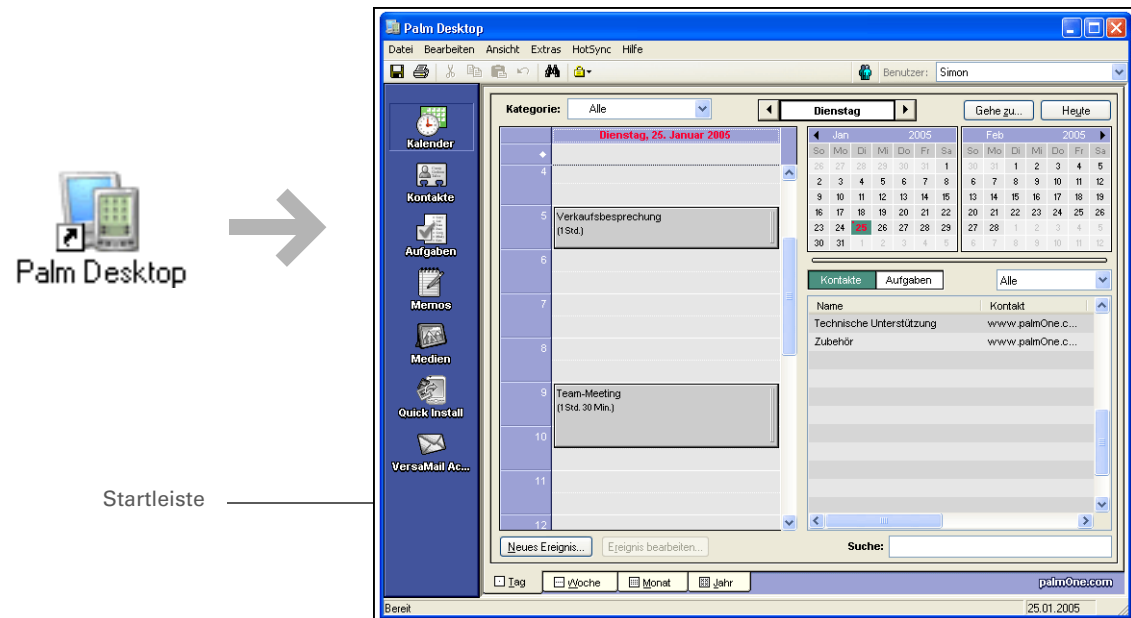 Palm Desktop
Startleiste
Palm Desktop
Datei Bearbeiten Ansicht Extras HotSync Hilfe
Benutzer: Simon
Kalender
Kontakte
Aufgaben
Memos
Medien
Quick Install
VersaMail Ac...
Kategorie: Alle
Dienstag
Gehe zu... Heute
Dienstag, 25. Januar 2005
4
5 Verkaufsbesprechung
(1 Std.)
6
7
8
9 Team-Meeting
(1 Std. 30 Min.)
10
11
12
Jan 2005
So Mo Di Mi Do Fr Sa
26 27 28 29 30 31 1
2 3 4 5 6 7 8
9 10 11 12 13 14 15
16 17 18 19 20 21 22
23 24 25 26 27 28 29
30 31 1 2 3 4 5
Feb 2005
So Mo Di Mi Do Fr Sa
30 31 1 2 3 4 5
6 7 8 9 10 11 12
13 14 15 16 17 18 19
20 21 22 23 24 25 26
27 28 1 2 3 4 5
6 7 8 9 10 11 12
Kontakte Aufgaben Alle
Name Kontakt
Technische Unterstützung www.palmOne.c...
Zubehör www.palmOne.c...
Neues Ereignis... Ereignis bearbeiten...
Suche:
Tag Woche Monat Jahr
palmOne.com
Bereit 25.01.2005